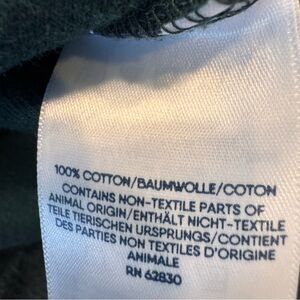 100% COTTON/BAUMWOLLE/COTON
CONTAINS NON-TEXTILE PARTS OF
ANIMAL ORIGIN/ENTHÄLT NICHT-TEXTILE
TEILE TIERISCHEN URSPRUNGS/CONTIENT
DES PARTIES NON TEXTILES D'ORIGINE
ANIMALE
RN 62830